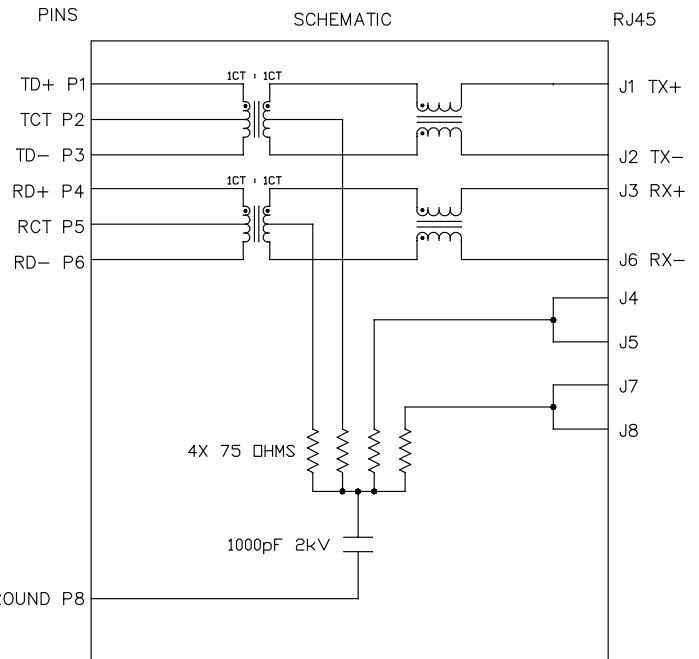 PINS
SCHEMATIC
RJ45
TD+ P1
1CT : 1CT
J1 TX+
TCT P2
TD- P3
J2 TX-
RD+ P4
1CT : 1CT
J3 RX+
RCT P5
RD- P6
J6 RX-
J4
J5
J7
J8
4X 75 OHMS
1000pF 2kV
ROUND P8